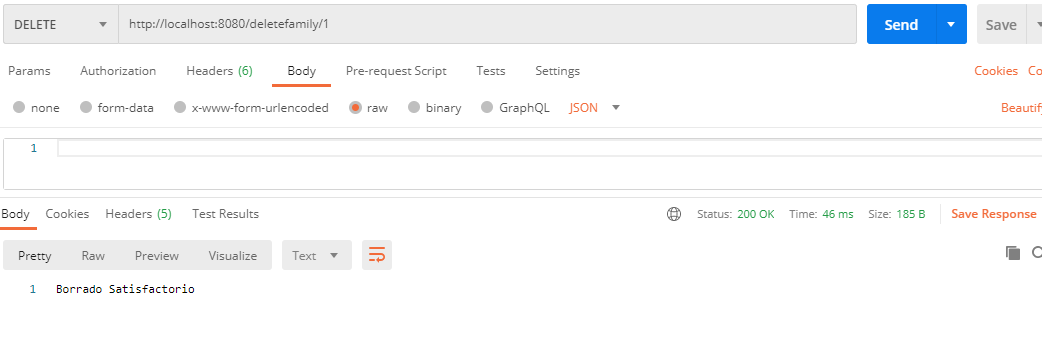 DELETE http://localhost:8080/deletefamily/1 Send Save
Params Authorization Headers (6) Body Pre-request Script Tests Settings Cookies Co
none form-data x-www-form-urlencoded raw binary GraphQL JSON Beautify
1
Body Cookies Headers (5) Test Results Status: 200 OK Time: 46 ms Size: 185 B Save Response
Pretty Raw Preview Visualize Text
1 Borrado Satisfactorio